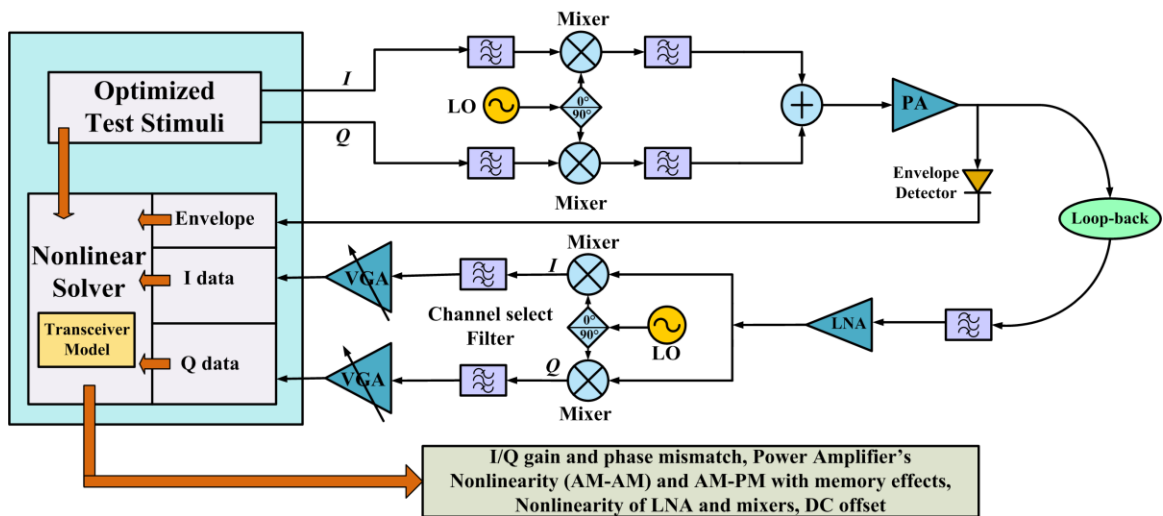 Mixer
I
Optimized
Test Stimuli
LO
0°
90°
PA
Q
Mixer
Envelope
Detector
Envelope
Loop-back
Nonlinear
Solver
I data
Mixer
VGA
I
Channel select
Filter
0°
90°
LO
LNA
Transceiver
Model
Q data
VGA
Q
Mixer
I/Q gain and phase mismatch, Power Amplifier's
Nonlinearity (AM-AM) and AM-PM with memory effects,
Nonlinearity of LNA and mixers, DC offset